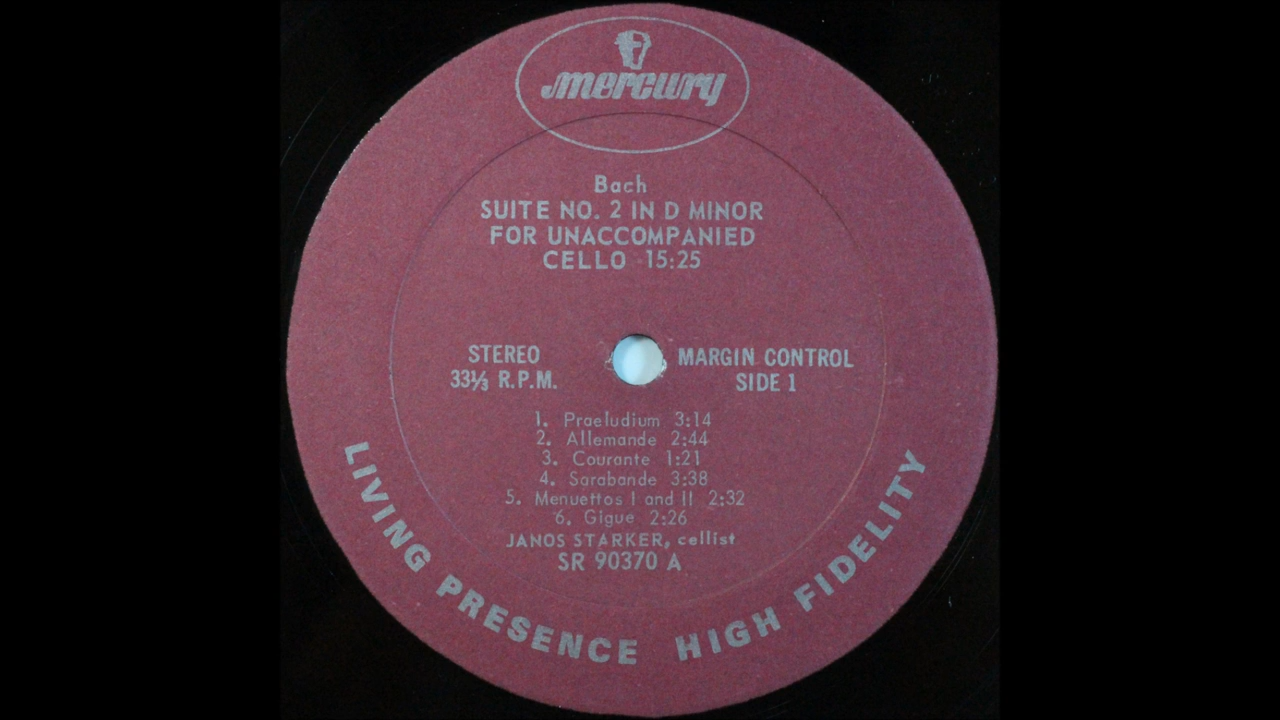 mercury
Bach
SUITE NO. 2 IN D MINOR
FOR UNACCOMPANIED
CELLO 15:25
STEREO
33⅓ R.P.M.
MARGIN CONTROL
SIDE 1
1. Praeludium 3:14
2. Allemande 2:44
3. Courante 1:21
4. Sarabande 3:38
5. Menuettos I and II 2:32
6. Gigue 2:26
JANOS STARKER, cellist
SR 90370 A
LIVING PRESENCE HIGH FIDELITY